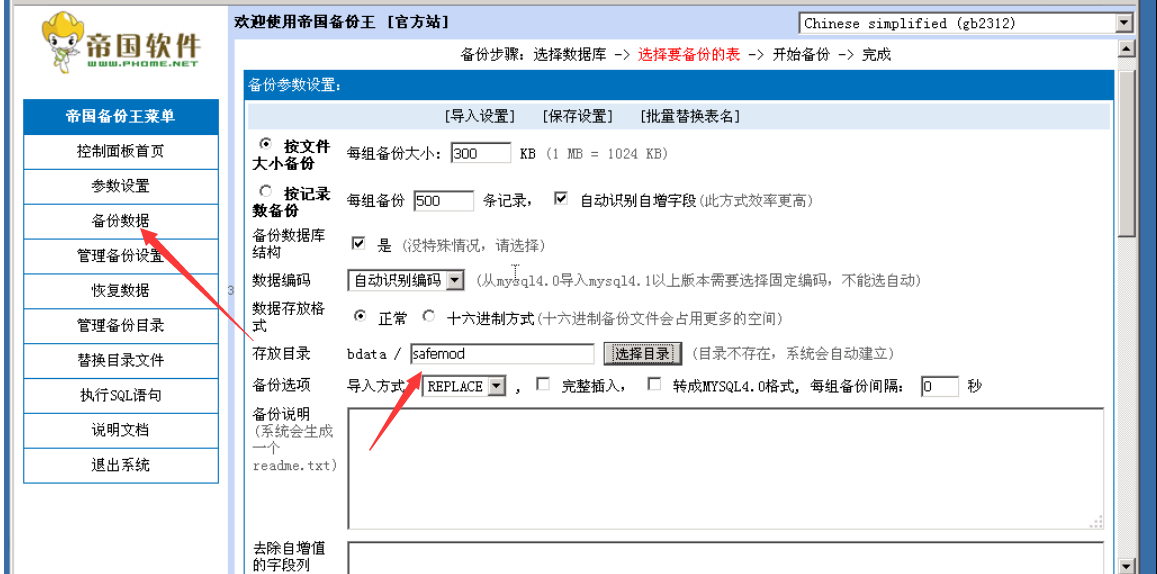 帝国软件
WWW.PHOME.NET
帝国备份王菜单
控制面板首页
参数设置
备份数据
管理备份设置
恢复数据
管理备份目录
替换目录文件
执行SQL语句
说明文档
退出系统
欢迎使用帝国备份王 [官方站]
Chinese simplified (gb2312)
备份步骤：选择数据库 -> 选择要备份的表 -> 开始备份 -> 完成
备份参数设置：
[导入设置] [保存设置] [批量替换表名]
按文件大小备份 每组备份大小：300 KB (1 MB = 1024 KB)
按记录数备份 每组备份 500 条记录， 自动识别自增字段(此方式效率更高)
备份数据库结构 是 (没特殊情况，请选择)
数据编码 自动识别编码 (从mysql4.0导入mysql4.1以上版本需要选择固定编码，不能选自动)
3
数据存放格式 正常 十六进制方式(十六进制备份文件会占用更多的空间)
存放目录 bdata / safemod 选择目录 (目录不存在，系统会自动建立)
备份选项 导入方式 REPLACE ， 完整插入， 转成MYSQL4.0格式, 每组备份间隔： 0 秒
备份说明
(系统会生成
一个
readme.txt)
去除自增值
的字段列